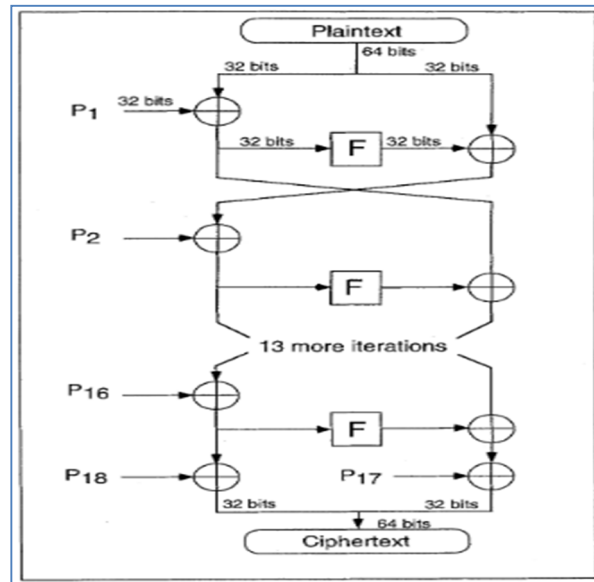 Plaintext
64 bits
32 bits 32 bits
P1 32 bits
32 bits F 32 bits
P2
F
13 more iterations
P16
F
P18 P17
32 bits 32 bits
64 bits
Ciphertext